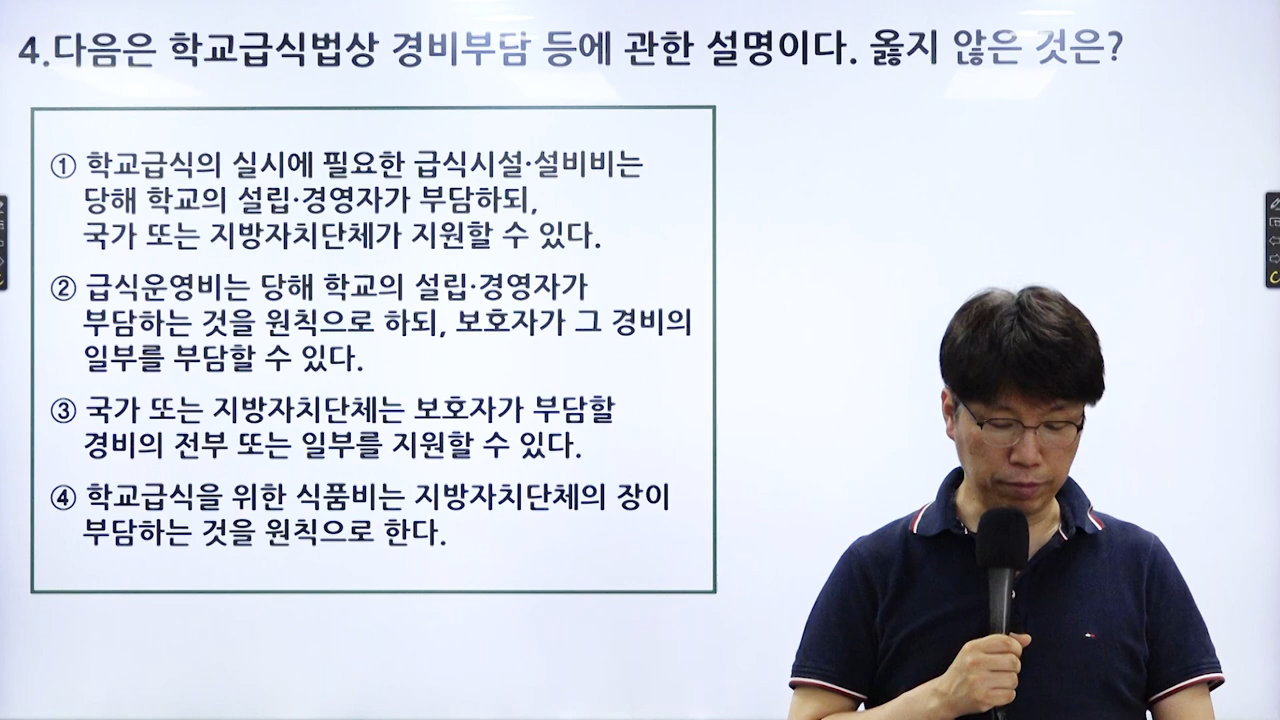 4.다음은 학교급식법상 경비부담 등에 관한 설명이다. 옳지 않은 것은?
① 학교급식의 실시에 필요한 급식시설·설비비는
당해 학교의 설립·경영자가 부담하되,
국가 또는 지방자치단체가 지원할 수 있다.
② 급식운영비는 당해 학교의 설립·경영자가
부담하는 것을 원칙으로 하되, 보호자가 그 경비의
일부를 부담할 수 있다.
③ 국가 또는 지방자치단체는 보호자가 부담할
경비의 전부 또는 일부를 지원할 수 있다.
④ 학교급식을 위한 식품비는 지방자치단체의 장이
부담하는 것을 원칙으로 한다.